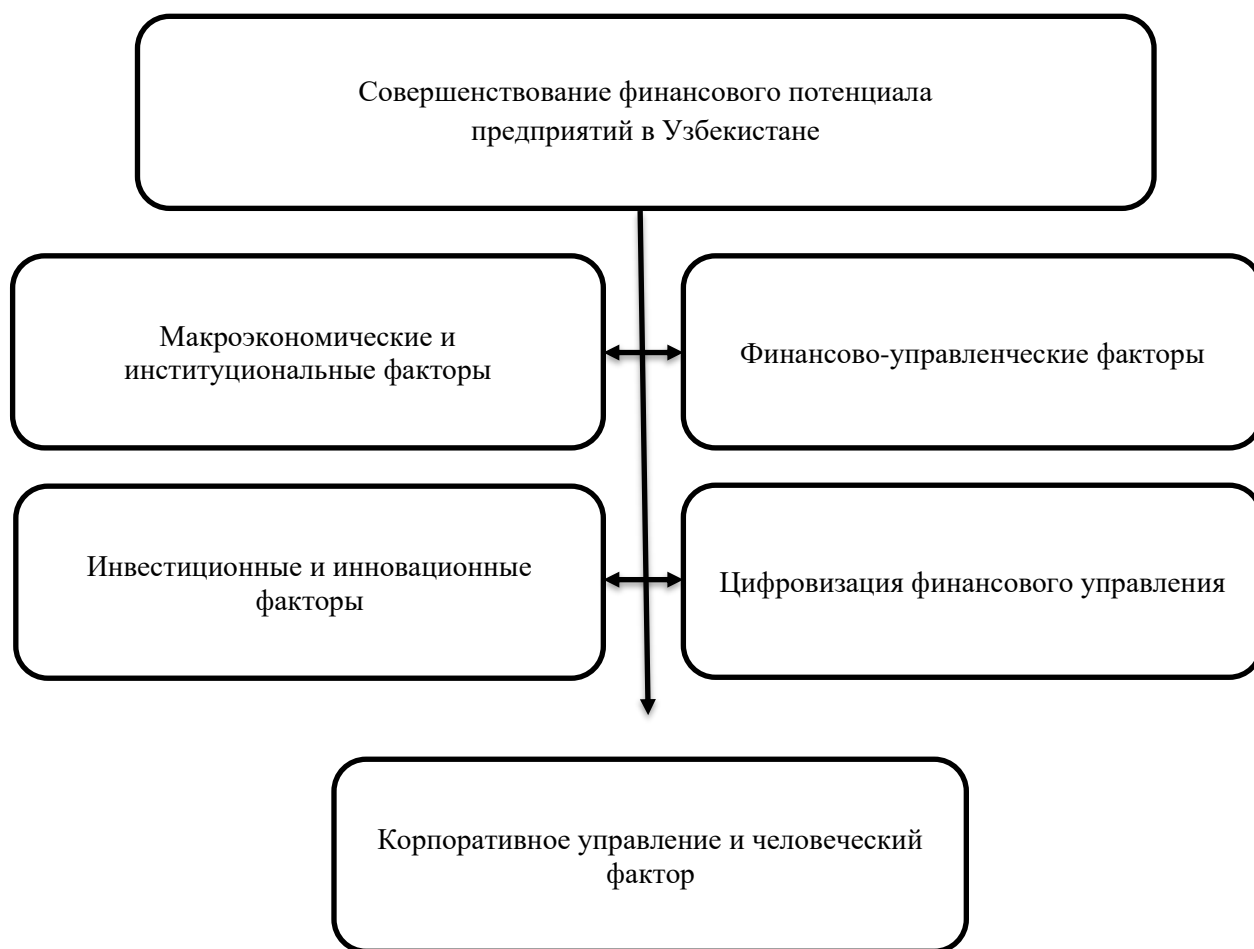 Совершенствование финансового потенциала
предприятий в Узбекистане
Макроэкономические и
институциональные факторы
Финансово-управленческие факторы
Инвестиционные и инновационные
факторы
Цифровизация финансового управления
Корпоративное управление и человеческий
фактор